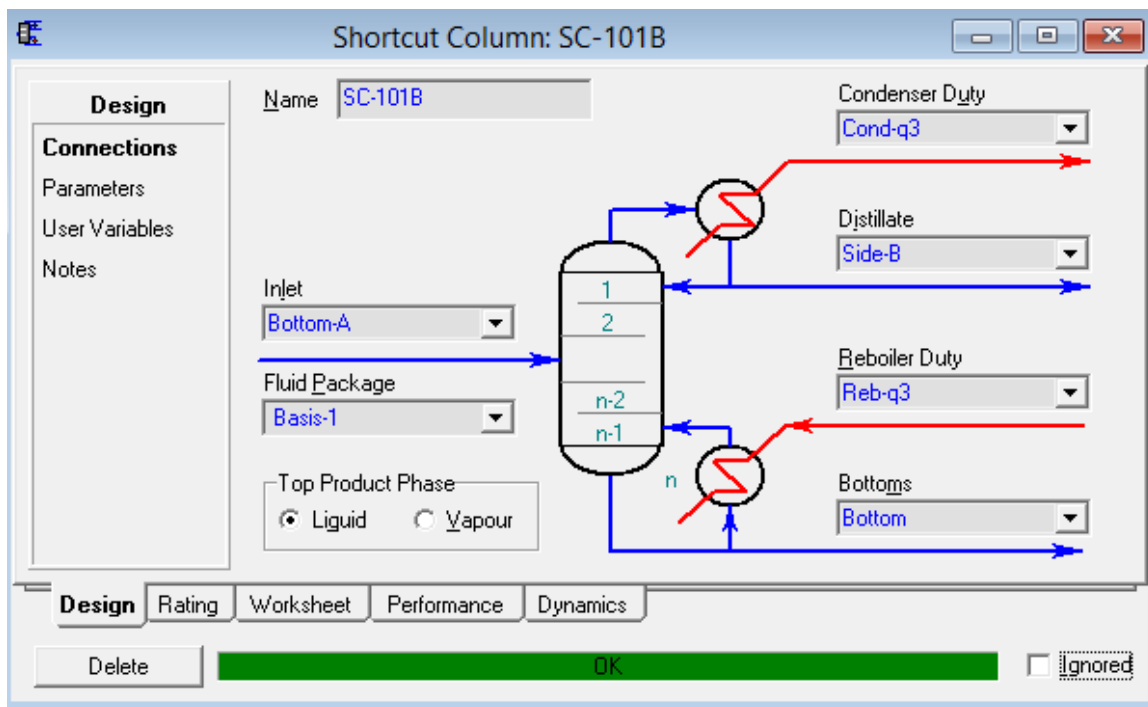 Shortcut Column: SC-101B
Design
Connections
Parameters
User Variables
Notes
Name SC-101B
Inlet
Bottom-A
Fluid Package
Basis-1
Top Product Phase
Liguid Vapour
1
2
n-2
n-1
n
Condenser Duty
Cond-q3
Distillate
Side-B
Reboiler Duty
Reb-q3
Bottoms
Bottom
Design Rating Worksheet Performance Dynamics
Delete OK Ignored